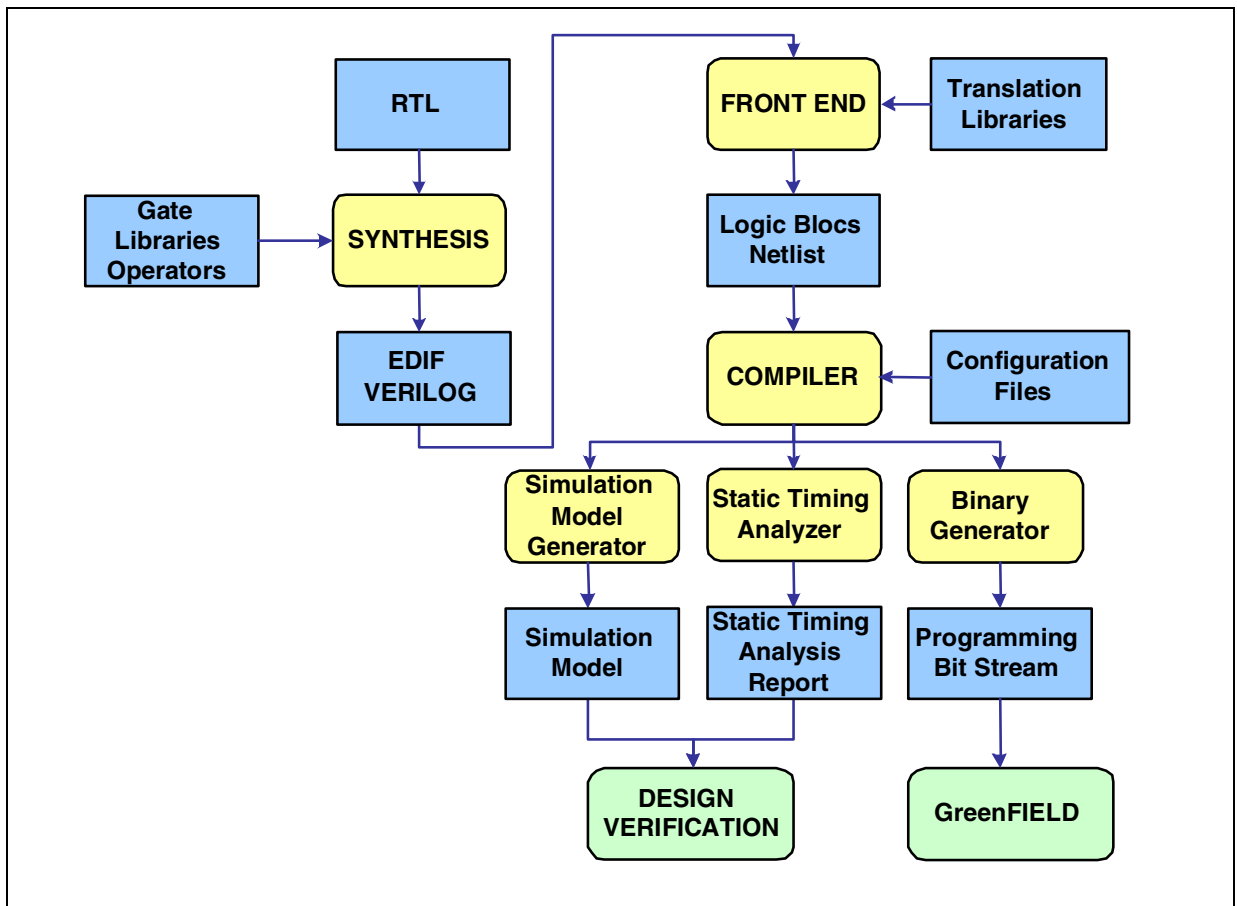 RTL
FRONT END
Translation
Libraries
Gate
Libraries
Operators
SYNTHESIS
Logic Blocs
Netlist
EDIF
VERILOG
COMPILER
Configuration
Files
Simulation
Model
Generator
Static Timing
Analyzer
Binary
Generator
Simulation
Model
Static Timing
Analysis
Report
Programming
Bit Stream
DESIGN
VERIFICATION
GreenFIELD